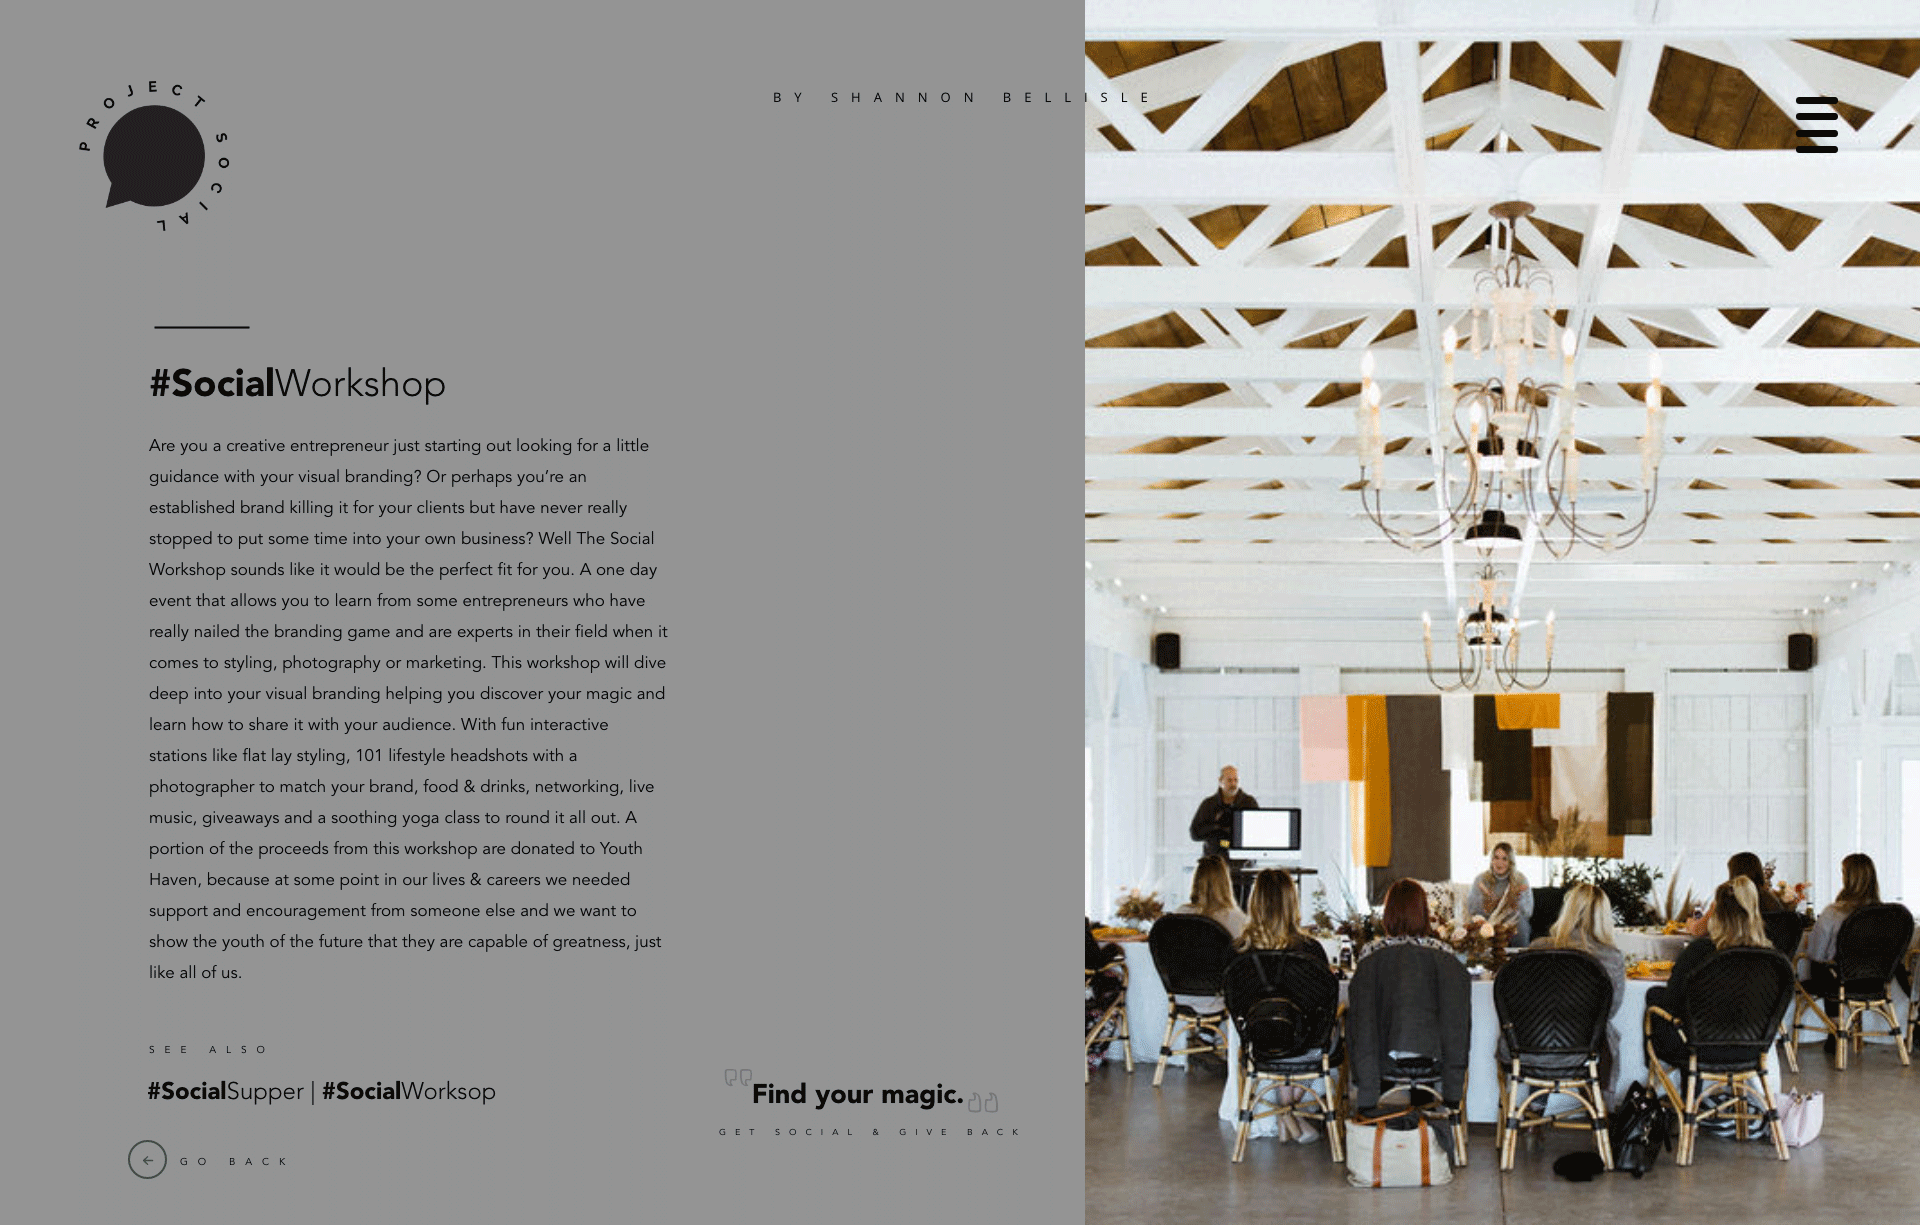 PROJECT SOCIAL
BY SHANNON BELLISLE
#SocialWorkshop
Are you a creative entrepreneur just starting out looking for a little
guidance with your visual branding? Or perhaps you’re an
established brand killing it for your clients but have never really
stopped to put some time into your own business? Well The Social
Workshop sounds like it would be the perfect fit for you. A one day
event that allows you to learn from some entrepreneurs who have
really nailed the branding game and are experts in their field when it
comes to styling, photography or marketing. This workshop will dive
deep into your visual branding helping you discover your magic and
learn how to share it with your audience. With fun interactive
stations like flat lay styling, 101 lifestyle headshots with a
photographer to match your brand, food & drinks, networking, live
music, giveaways and a soothing yoga class to round it all out. A
portion of the proceeds from this workshop are donated to Youth
Haven, because at some point in our lives & careers we needed
support and encouragement from someone else and we want to
show the youth of the future that they are capable of greatness, just
like all of us.
SEE ALSO
#SocialSupper | #SocialWorksop
GO BACK
"Find your magic."
GET SOCIAL & GIVE BACK